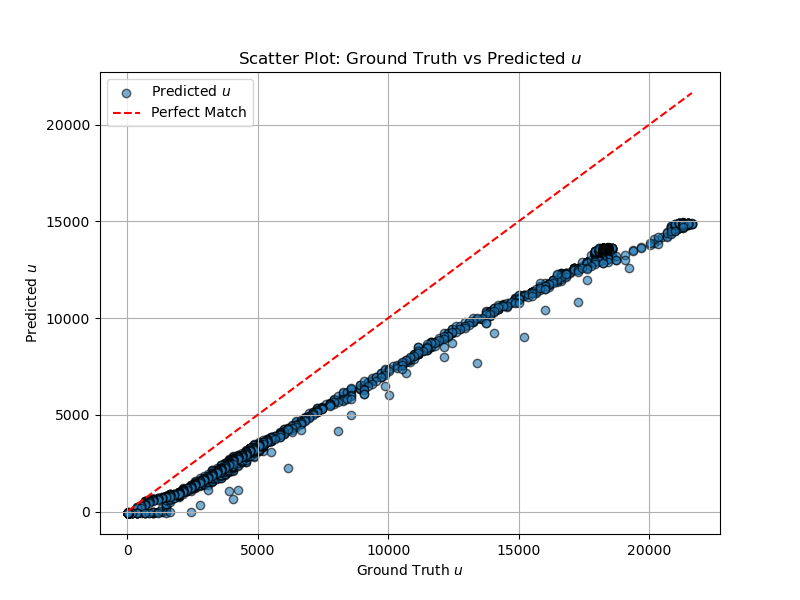 Scatter Plot: Ground Truth vs Predicted u
Predicted u
Perfect Match
20000
15000
10000
5000
0
Predicted u
0 5000 10000 15000 20000
Ground Truth u